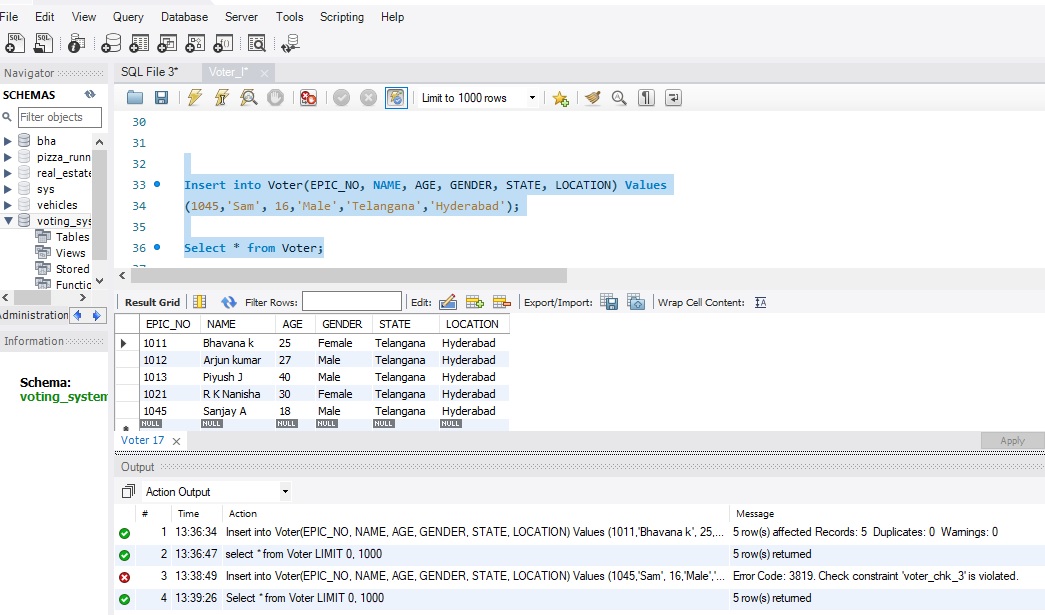 File Edit View Query Database Server Tools Scripting Help
Navigator
SQL File 3* Voter_I*
SCHEMAS
Limit to 1000 rows
Filter objects
bha
pizza_runn
real_estate
sys
vehicles
voting_sys
Tables
Views
Stored
Functio
Administration
Information
Schema:
voting_system
30
31
32
33 Insert into Voter(EPIC_NO, NAME, AGE, GENDER, STATE, LOCATION) Values
34 (1045,'Sam', 16,'Male','Telangana','Hyderabad');
35
36 Select * from Voter;
Result Grid Filter Rows: Edit: Export/Import: Wrap Cell Content:
EPIC_NO NAME AGE GENDER STATE LOCATION
1011 Bhavana k 25 Female Telangana Hyderabad
1012 Arjun kumar 27 Male Telangana Hyderabad
1013 Piyush J 40 Male Telangana Hyderabad
1021 R K Nanisha 30 Female Telangana Hyderabad
1045 Sanjay A 18 Male Telangana Hyderabad
NULL NULL NULL NULL NULL NULL
Voter 17 Apply
Output
Action Output
# Time Action Message
1 13:36:34 Insert into Voter(EPIC_NO, NAME, AGE, GENDER, STATE, LOCATION) Values (1011,'Bhavana k', 25,... 5 row(s) affected Records: 5 Duplicates: 0 Warnings: 0
2 13:36:47 select * from Voter LIMIT 0, 1000 5 row(s) returned
3 13:38:49 Insert into Voter(EPIC_NO, NAME, AGE, GENDER, STATE, LOCATION) Values (1045,'Sam', 16,'Male','... Error Code: 3819. Check constraint 'voter_chk_3' is violated.
4 13:39:26 Select * from Voter LIMIT 0, 1000 5 row(s) returned